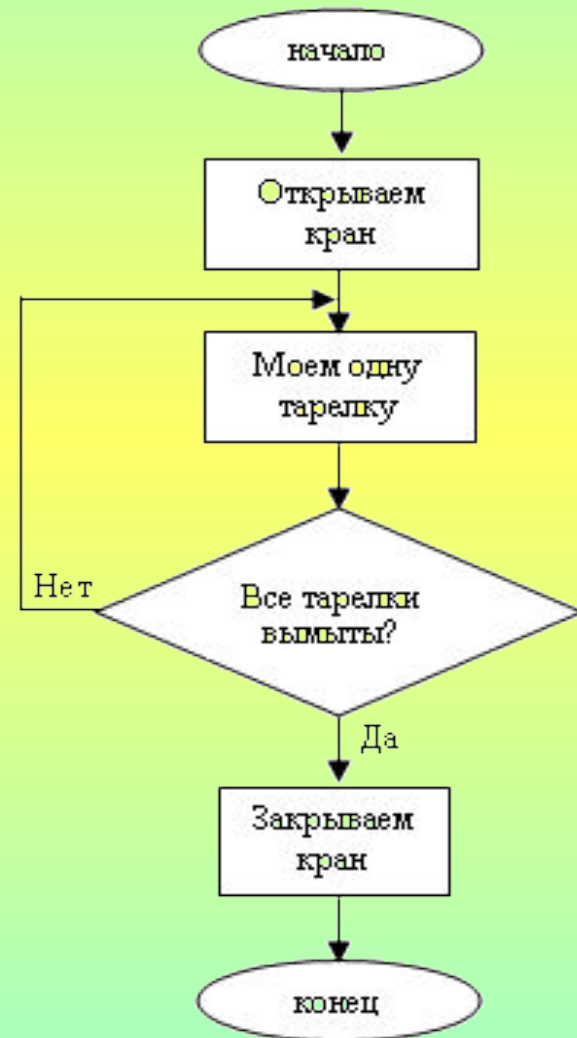 начало
Открываем
кран
Моем одну
тарелку
Нет
Все тарелки
вымыты?
Да
Закрываем
кран
конец